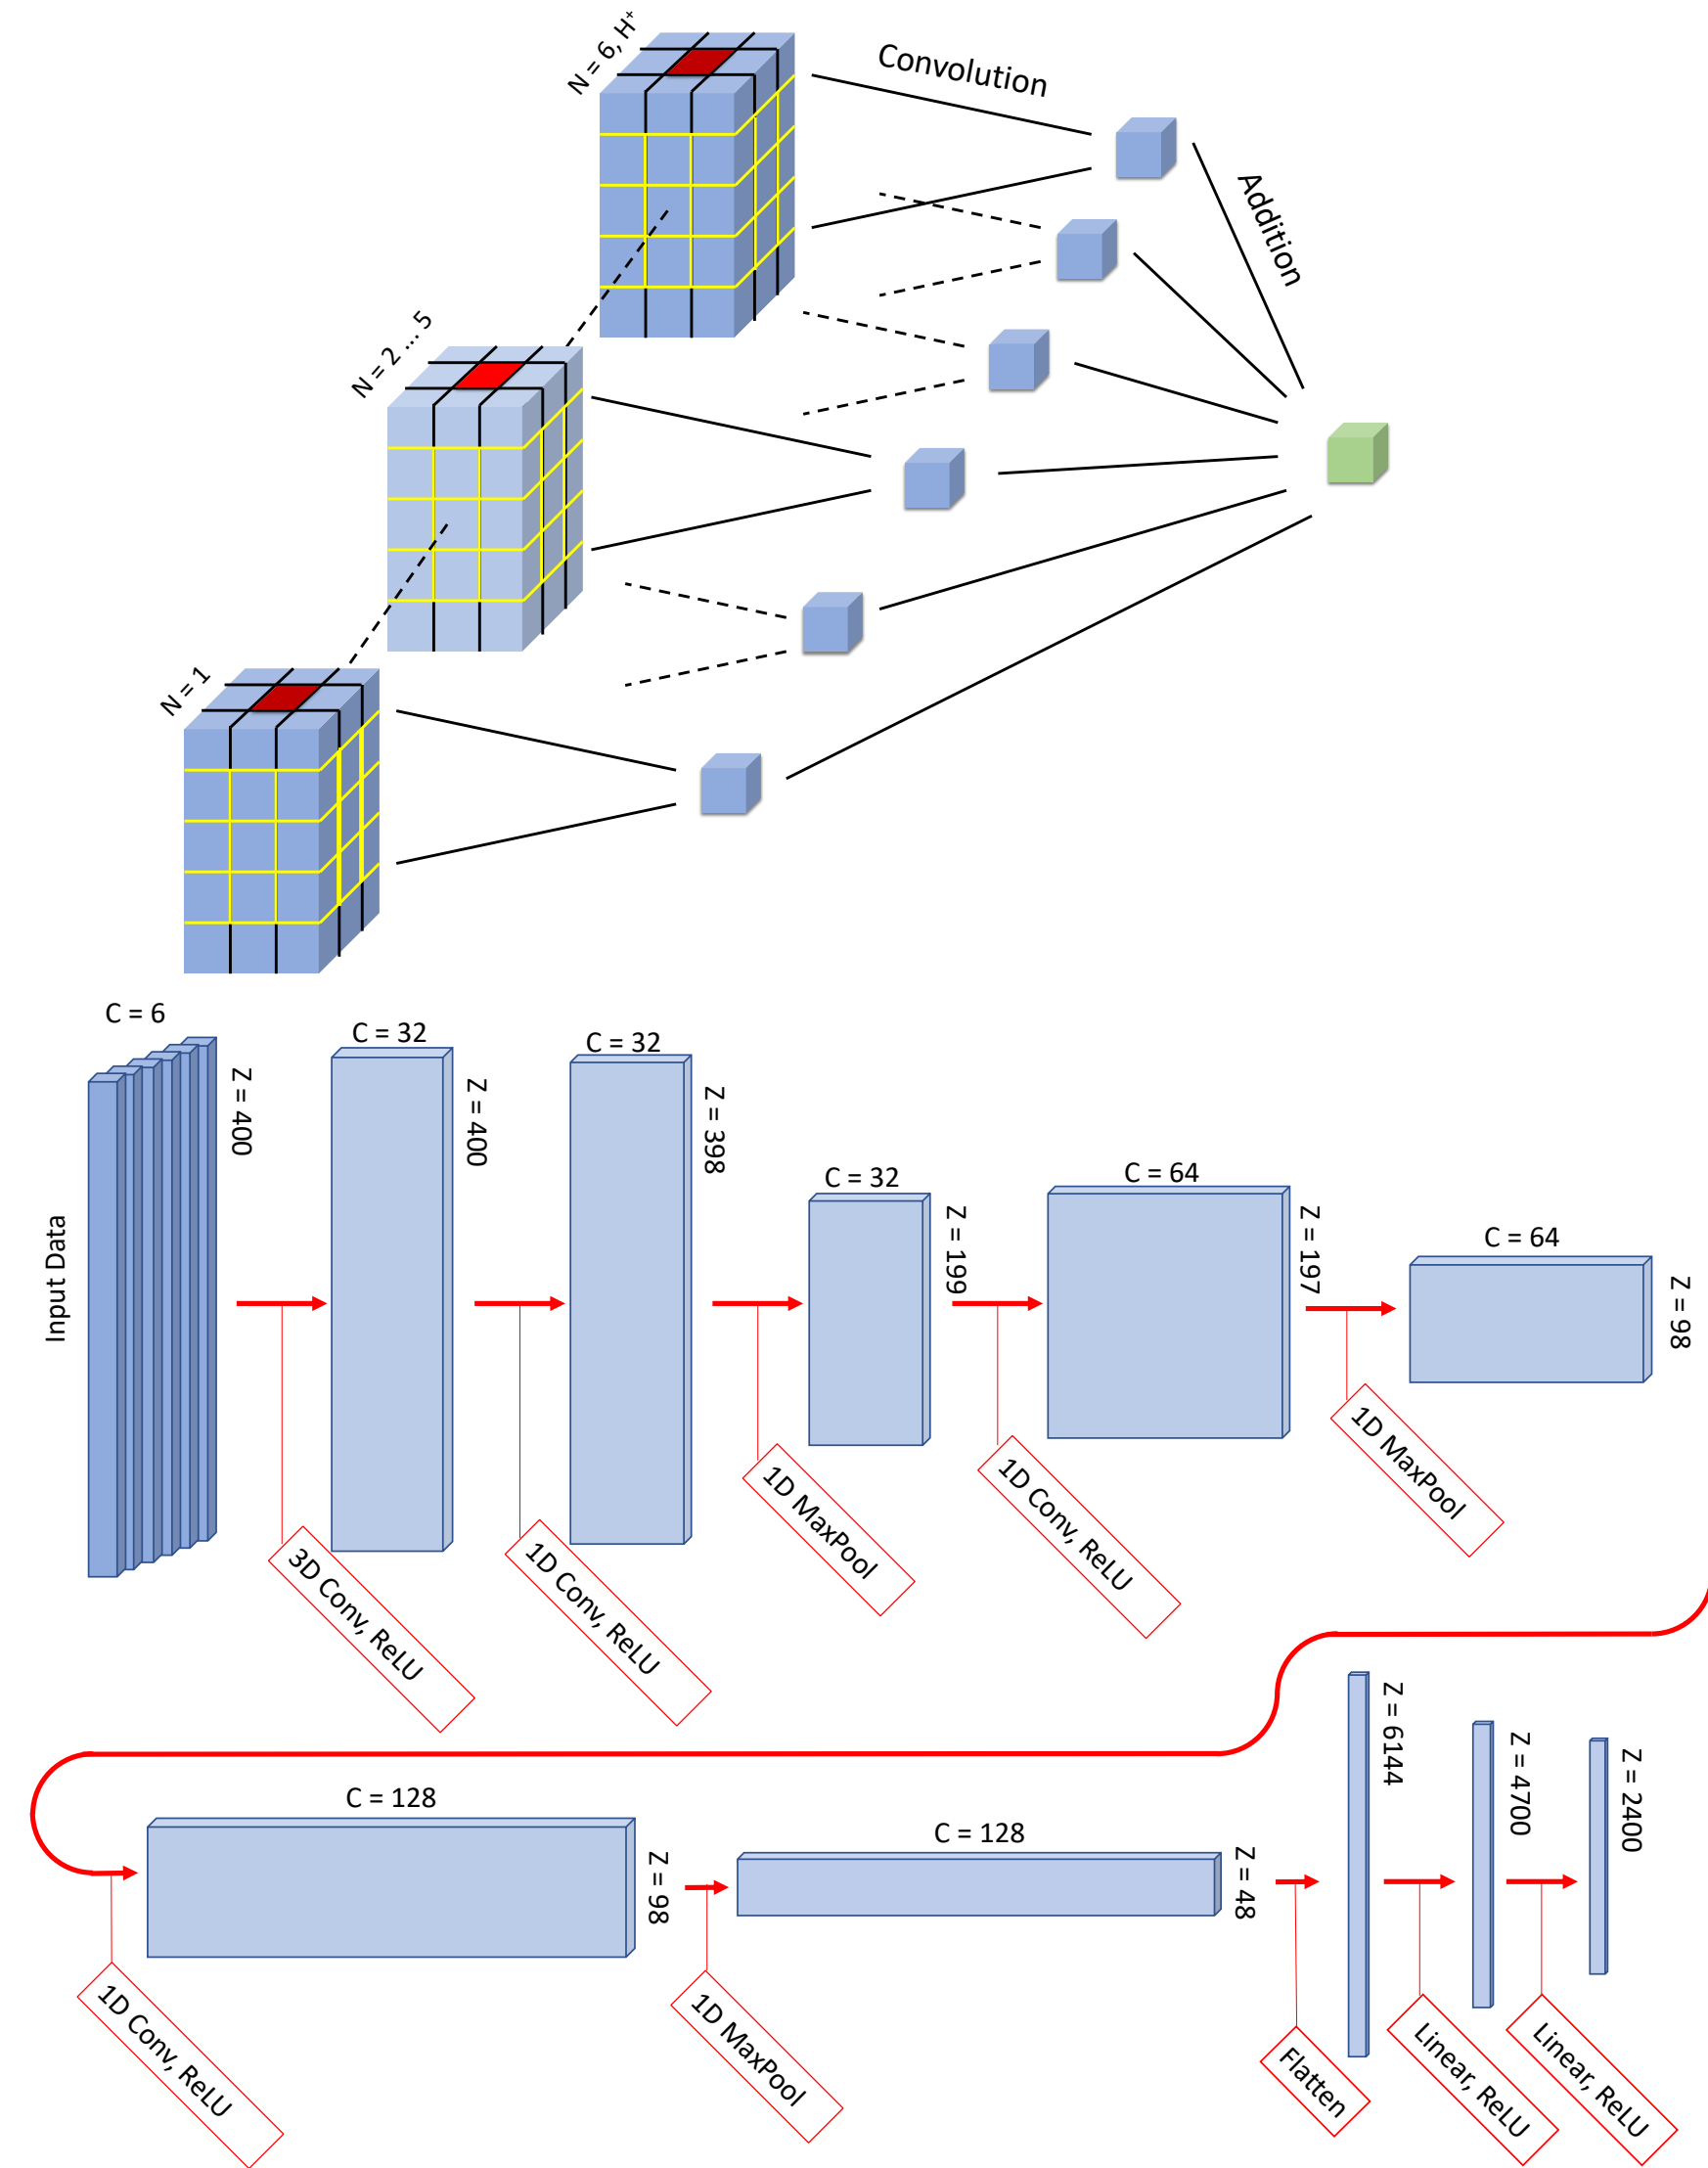 N = 6, H⁺
Convolution
Addition
N = 2 ... 5
N = 1
C = 6
Z = 400
Input Data
C = 32
Z = 400
C = 32
Z = 398
C = 32
Z = 199
C = 64
Z = 197
C = 64
Z = 98
3D Conv, ReLU
1D Conv, ReLU
1D MaxPool
1D Conv, ReLU
1D MaxPool
C = 128
Z = 98
C = 128
Z = 48
Z = 6144
Z = 4700
Z = 2400
1D Conv, ReLU
1D MaxPool
Flatten
Linear, ReLU
Linear, ReLU